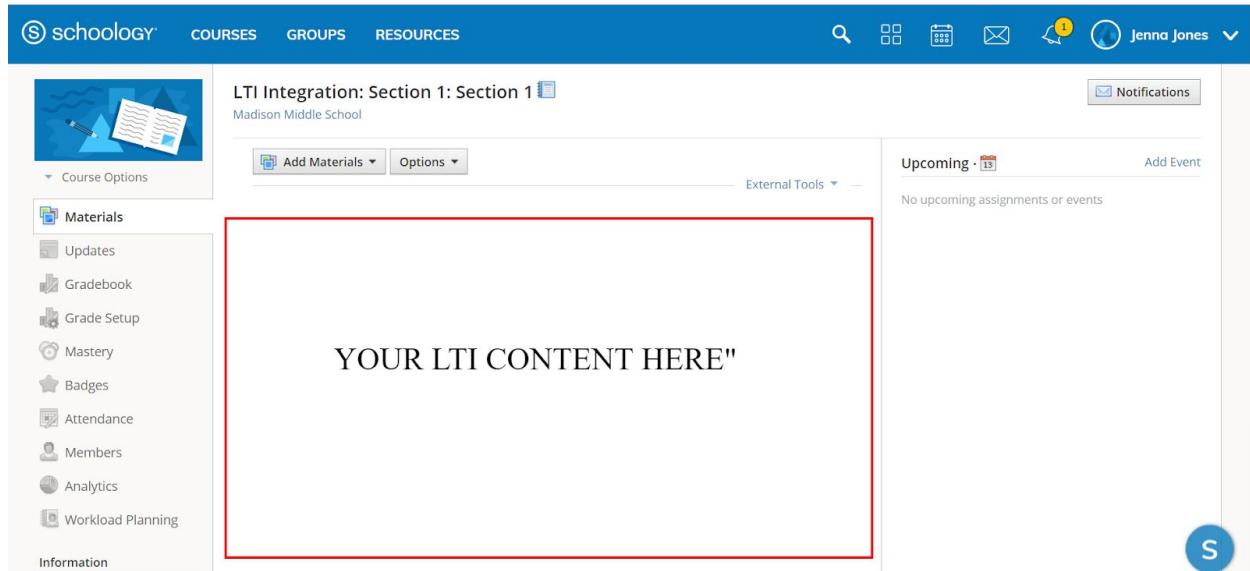 schoology COURSES GROUPS RESOURCES 1 Jenna Jones
LTI Integration: Section 1: Section 1
Madison Middle School
Notifications
Course Options
Add Materials Options
External Tools
Upcoming · 13 Add Event
No upcoming assignments or events
Materials
Updates
Gradebook
Grade Setup
Mastery
Badges
Attendance
Members
Analytics
Workload Planning
Information
YOUR LTI CONTENT HERE"
S